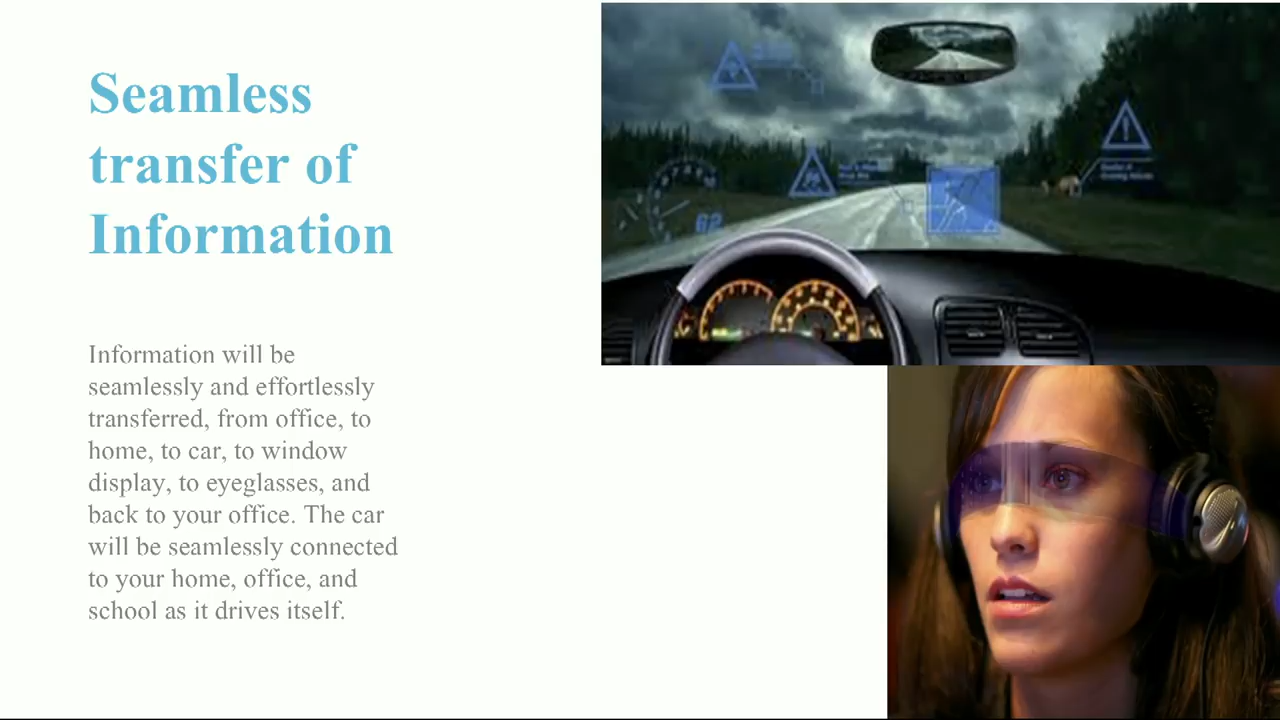 Seamless
transfer of
Information
Information will be
seamlessly and effortlessly
transferred, from office, to
home, to car, to window
display, to eyeglasses, and
back to your office. The car
will be seamlessly connected
to your home, office, and
school as it drives itself.
62